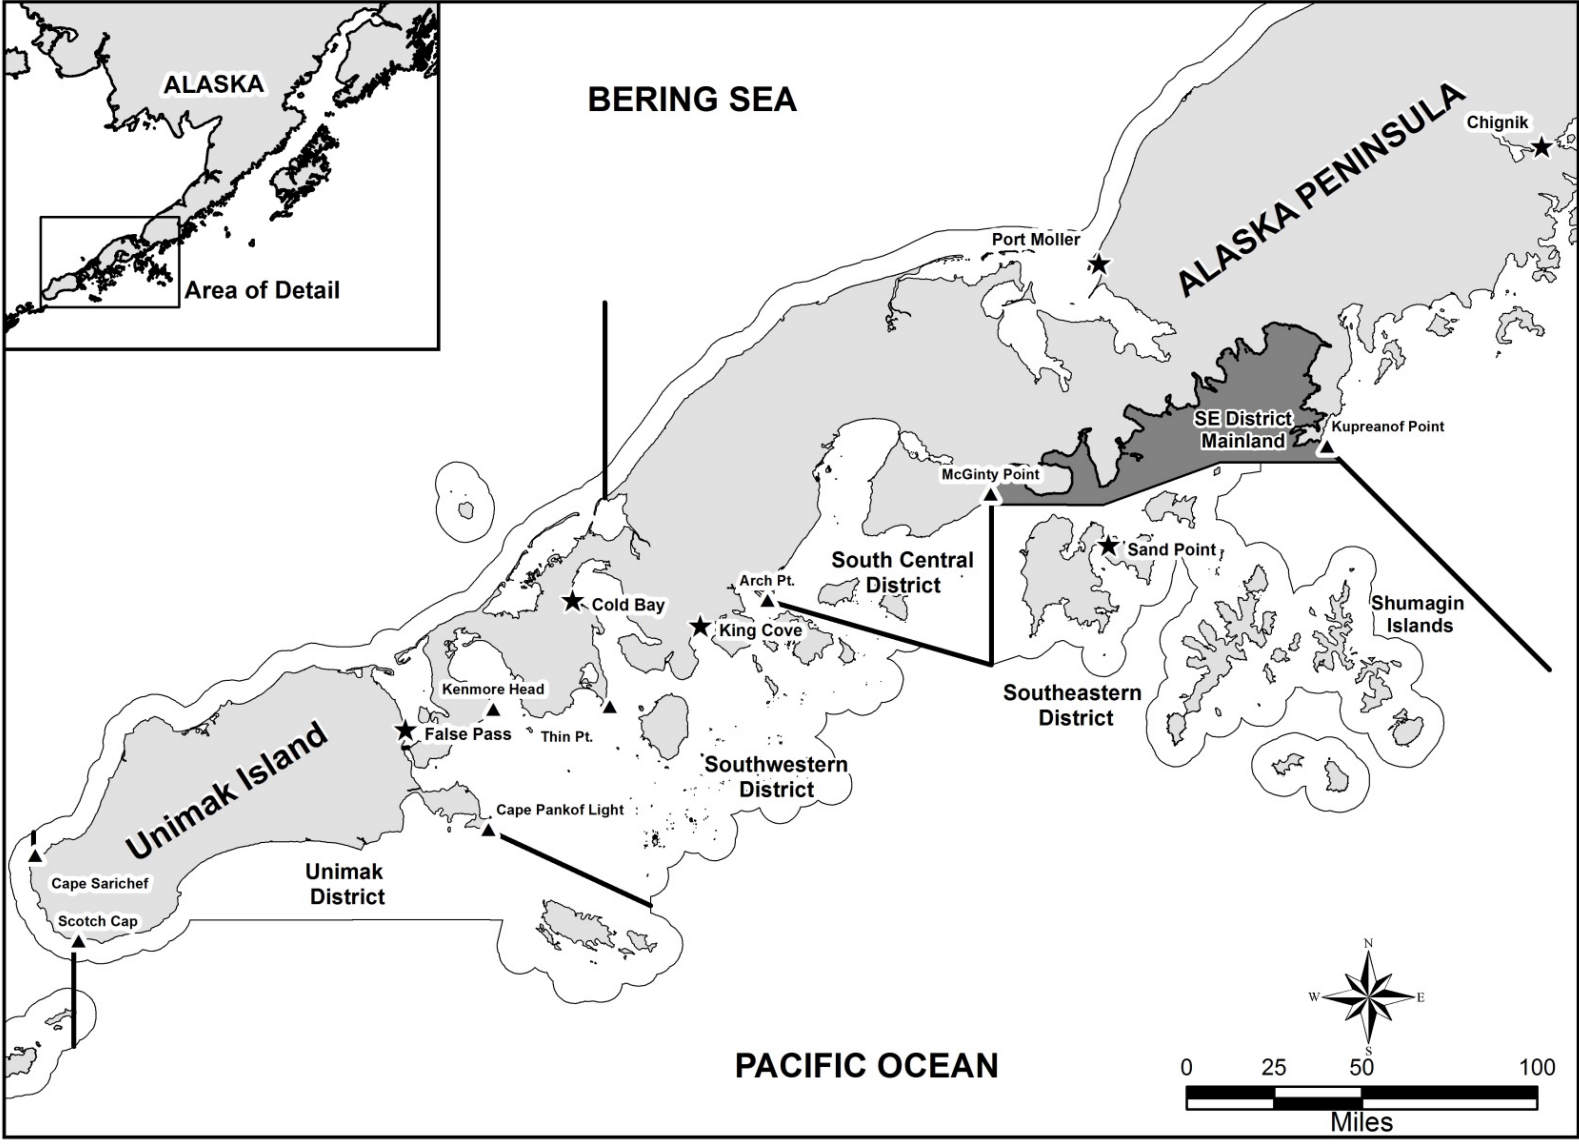 ALASKA
Area of Detail
BERING SEA
ALASKA PENINSULA
Chignik
Port Moller
SE District
Mainland
Kupreanof Point
McGinty Point
Sand Point
South Central
District
Arch Pt.
Cold Bay
King Cove
Shumagin
Islands
Kenmore Head
Southeastern
District
False Pass
Thin Pt.
Unimak Island
Southwestern
District
Cape Pankof Light
Unimak
District
Cape Sarichef
Scotch Cap
PACIFIC OCEAN
N
W
E
S
0
25
50
100
Miles